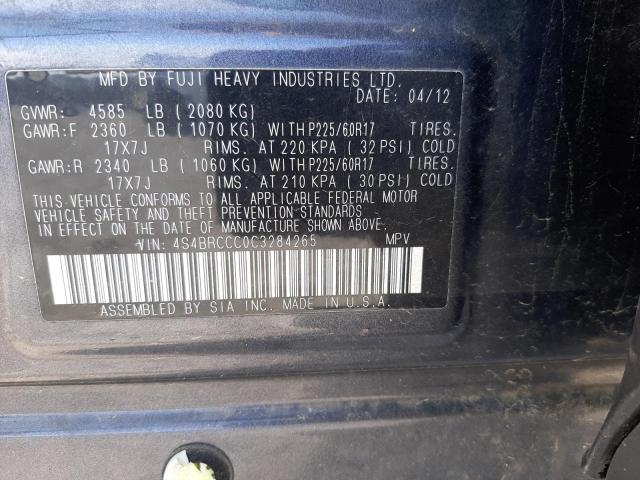 MFD BY FUJI HEAVY INDUSTRIES LTD.
DATE: 04/12
GVWR: 4585 LB ( 2080 KG)
GAWR:F 2360 LB ( 1070 KG) WITH P225/60R17 TIRES.
17X7J RIMS. AT 220 KPA ( 32 PSI) COLD
GAWR:R 2340 LB ( 1060 KG) WITH P225/60R17 TIRES.
17X7J RIMS. AT 210 KPA ( 30 PSI) COLD
THIS VEHICLE CONFORMS TO ALL APPLICABLE FEDERAL MOTOR
VEHICLE SAFETY AND THEFT PREVENTION STANDARDS
IN EFFECT ON THE DATE OF MANUFACTURE SHOWN ABOVE.
VIN: 4S4BRCCC0C3284265 MPV
ASSEMBLED BY SIA INC. MADE IN U.S.A.